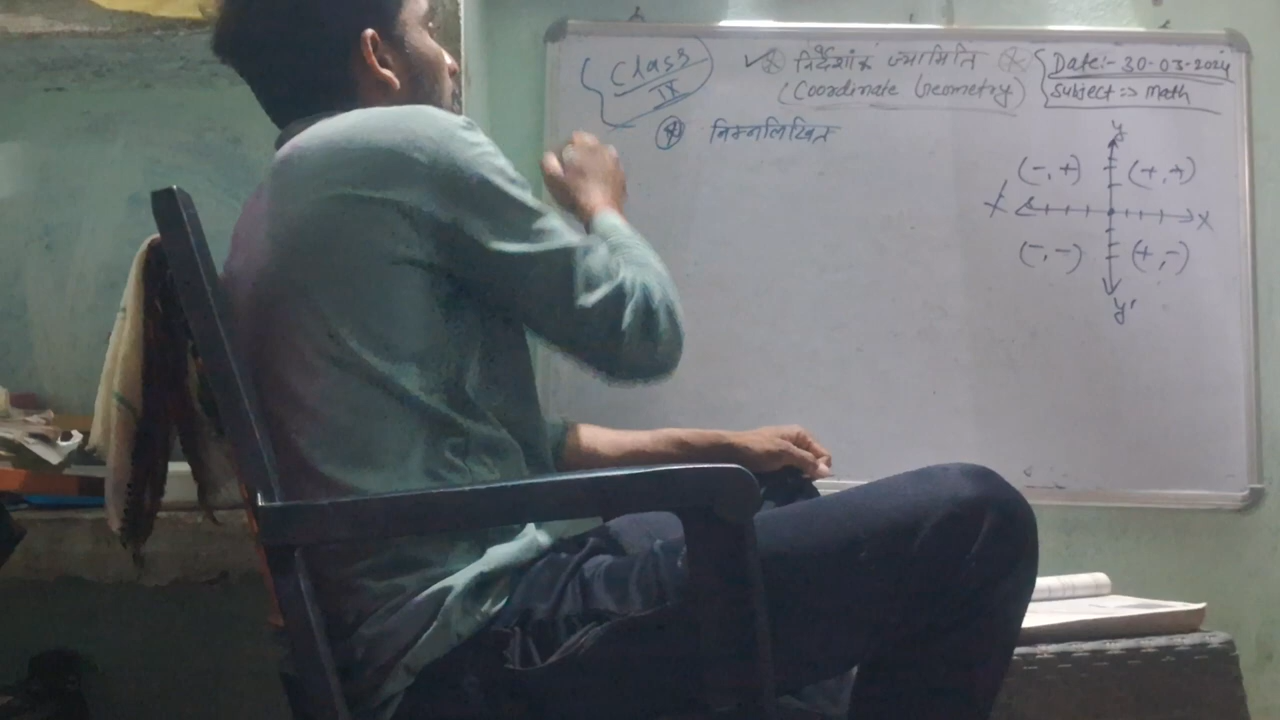 Class
IX
निर्देशांक ज्यामिति
(Coordinate Geometry)
Date:- 30-03-2024
Subject :=> Math
निम्नलिखित
y
(-, +) (+, +)
X' X
(-, -) (+, -)
y'